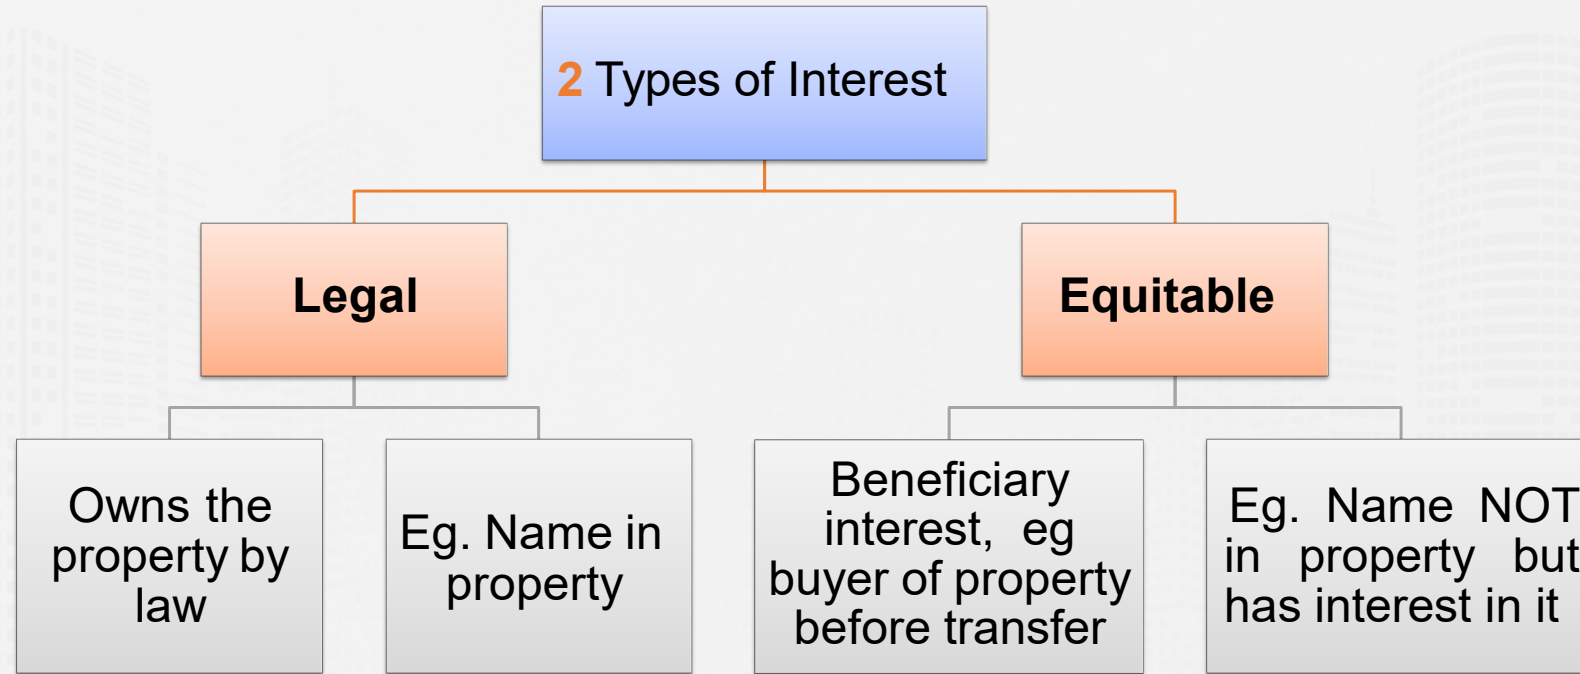 2 Types of Interest
Legal
Equitable
Owns the
property by
law
Eg. Name in
property
Beneficiary
interest, eg
buyer of property
before transfer
Eg. Name NOT
in property but
has interest in it